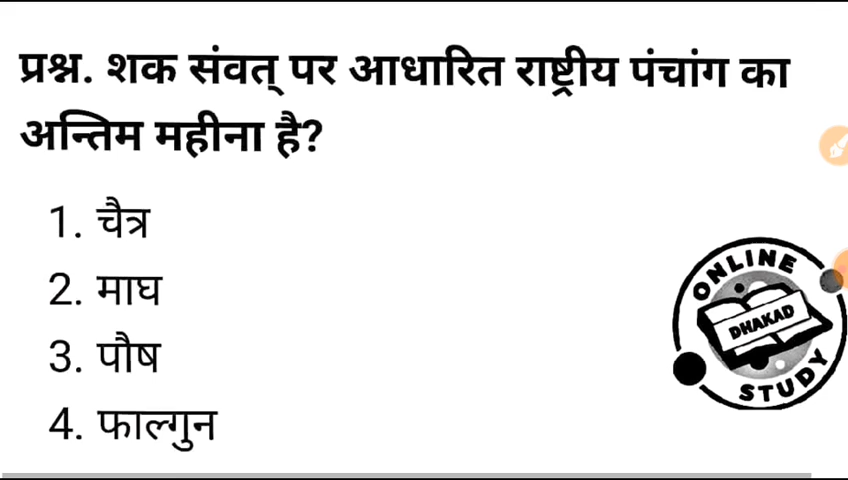 प्रश्न. शक संवत् पर आधारित राष्ट्रीय पंचांग का
अन्तिम महीना है?
1. चैत्र
2. माघ
3. पौष
4. फाल्गुन
ONLINE
DHAKAD
STUDY